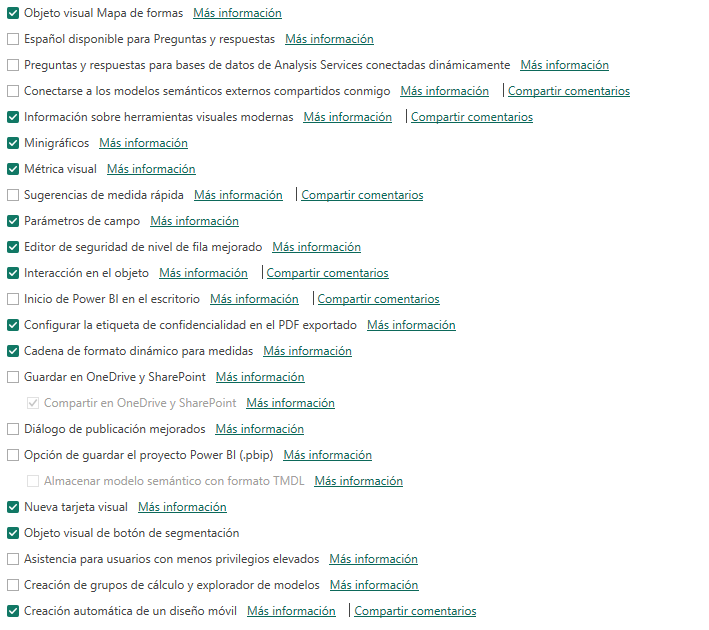 Objeto visual Mapa de formas Más información
Español disponible para Preguntas y respuestas Más información
Preguntas y respuestas para bases de datos de Analysis Services conectadas dinámicamente Más información
Conectarse a los modelos semánticos externos compartidos conmigo Más información | Compartir comentarios
Información sobre herramientas visuales modernas Más información | Compartir comentarios
Minigráficos Más información
Métrica visual Más información
Sugerencias de medida rápida Más información | Compartir comentarios
Parámetros de campo Más información
Editor de seguridad de nivel de fila mejorado Más información
Interacción en el objeto Más información | Compartir comentarios
Inicio de Power BI en el escritorio Más información | Compartir comentarios
Configurar la etiqueta de confidencialidad en el PDF exportado Más información
Cadena de formato dinámico para medidas Más información
Guardar en OneDrive y SharePoint Más información
Compartir en OneDrive y SharePoint Más información
Diálogo de publicación mejorados Más información
Opción de guardar el proyecto Power BI (.pbip) Más información
Almacenar modelo semántico con formato TMDL Más información
Nueva tarjeta visual Más información
Objeto visual de botón de segmentación
Asistencia para usuarios con menos privilegios elevados Más información
Creación de grupos de cálculo y explorador de modelos Más información
Creación automática de un diseño móvil Más información | Compartir comentarios